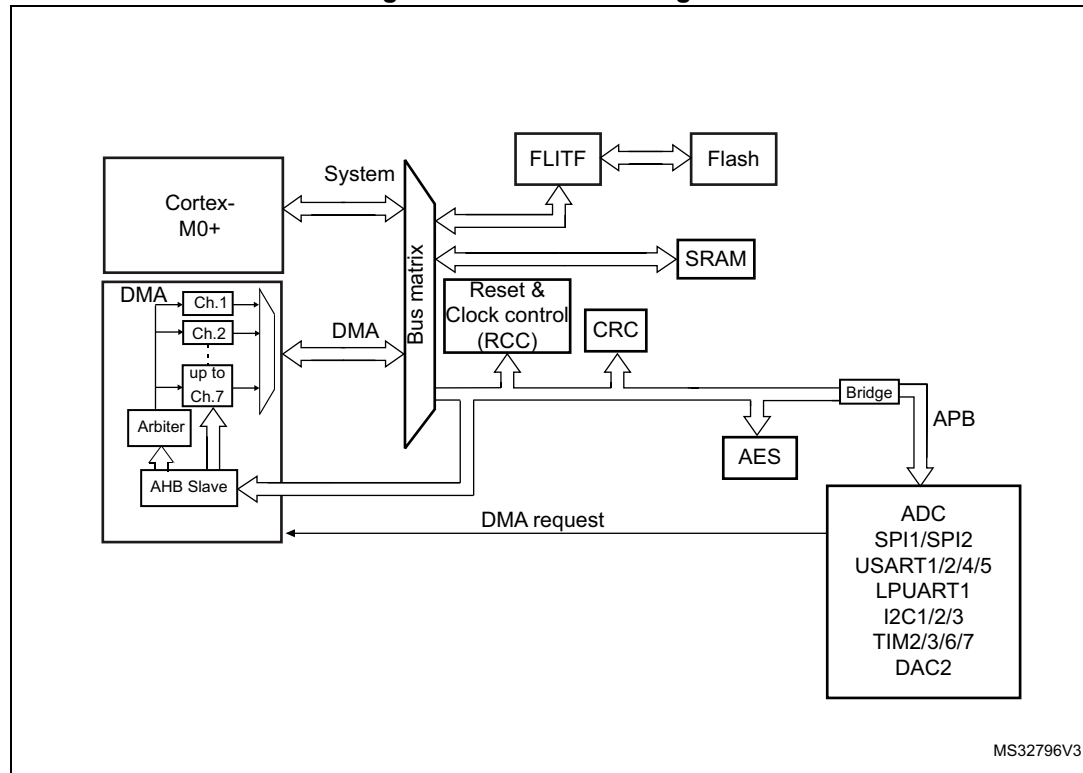 FLITF
Flash
System
Cortex-
M0+
Bus matrix
SRAM
DMA
Ch.1
Ch.2
up to
Ch.7
Arbiter
AHB Slave
DMA
Reset &
Clock control
(RCC)
CRC
Bridge
APB
AES
DMA request
ADC
SPI1/SPI2
USART1/2/4/5
LPUART1
I2C1/2/3
TIM2/3/6/7
DAC2
MS32796V3